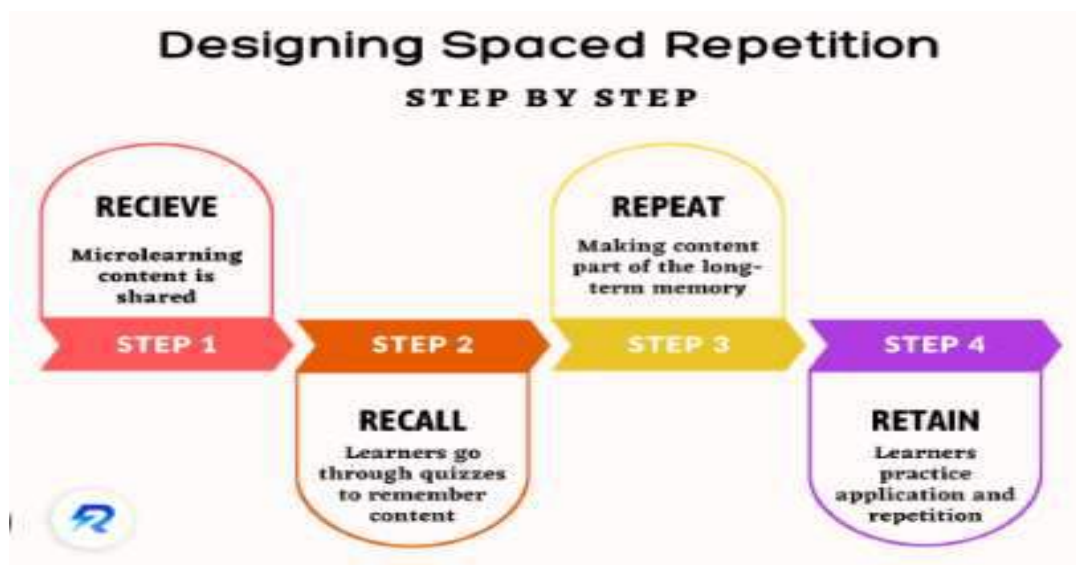 Designing Spaced Repetition
STEP BY STEP
RECIEVE
Microlearning
content is
shared
STEP 1
STEP 2
RECALL
Learners go
through quizzes
to remember
content
REPEAT
Making content
part of the long-
term memory
STEP 3
STEP 4
RETAIN
Learners
practice
application and
repetition